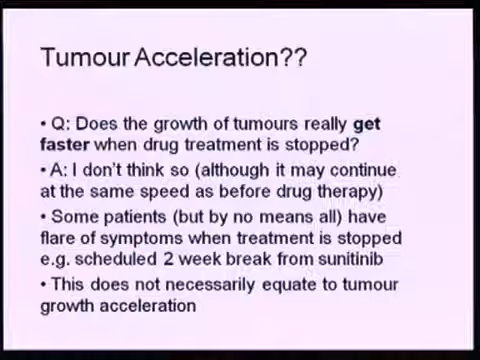 Tumour Acceleration??
• Q: Does the growth of tumours really get
faster when drug treatment is stopped?
• A: I don't think so (although it may continue
at the same speed as before drug therapy)
• Some patients (but by no means all) have
flare of symptoms when treatment is stopped
e.g. scheduled 2 week break from sunitinib
• This does not necessarily equate to tumour
growth acceleration